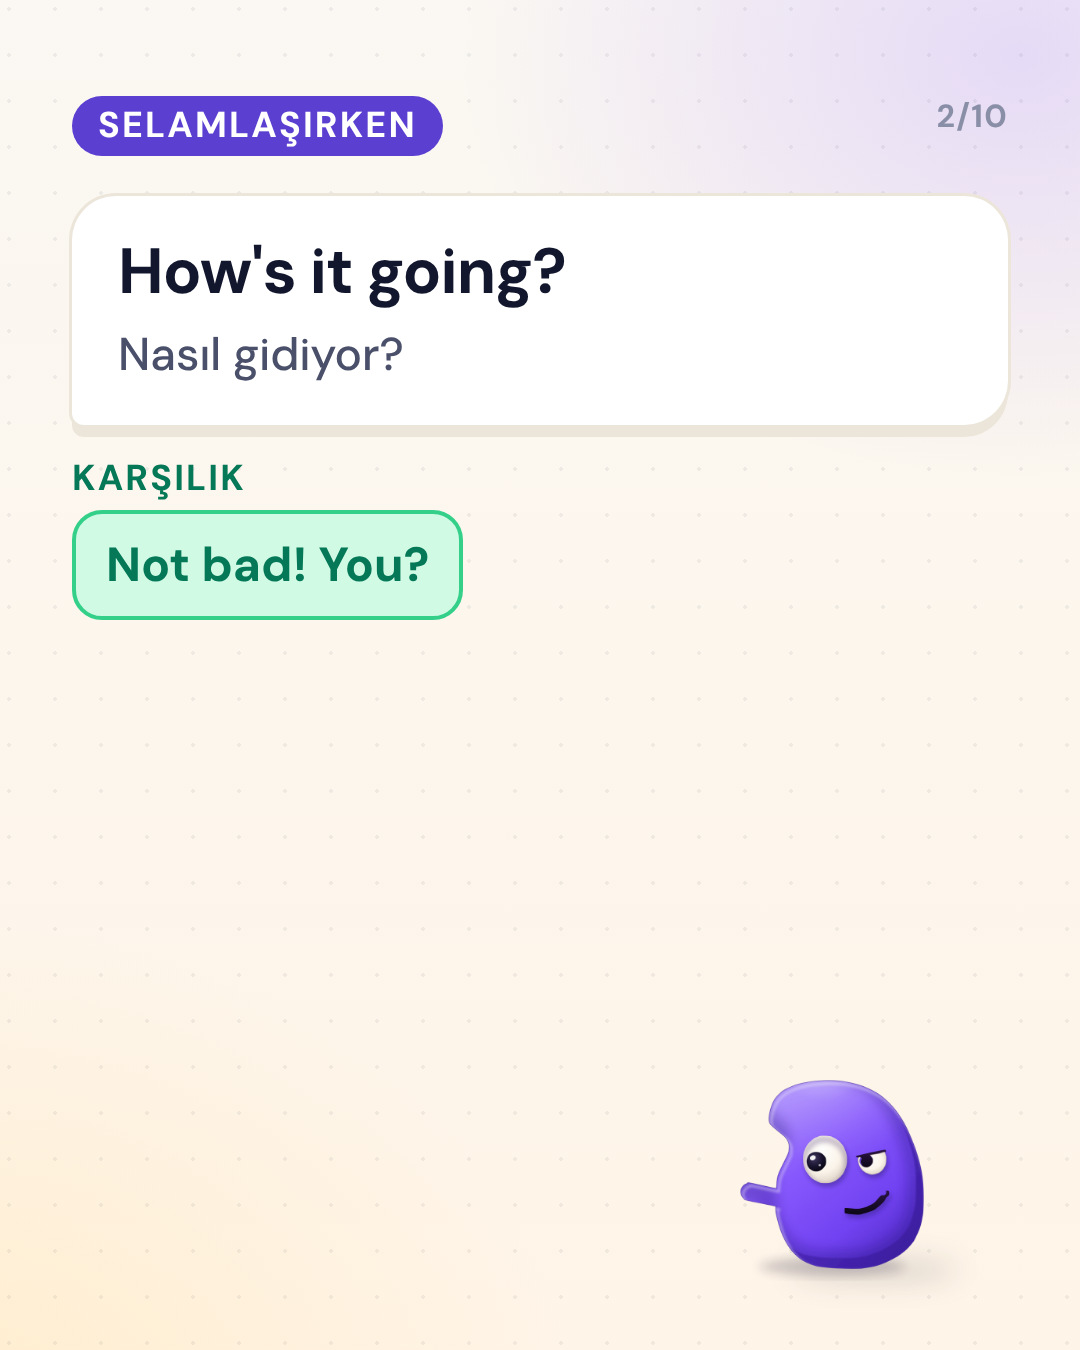 SELAMLAŞIRKEN
2/10
How's it going?
Nasıl gidiyor?
KARŞILIK
Not bad! You?